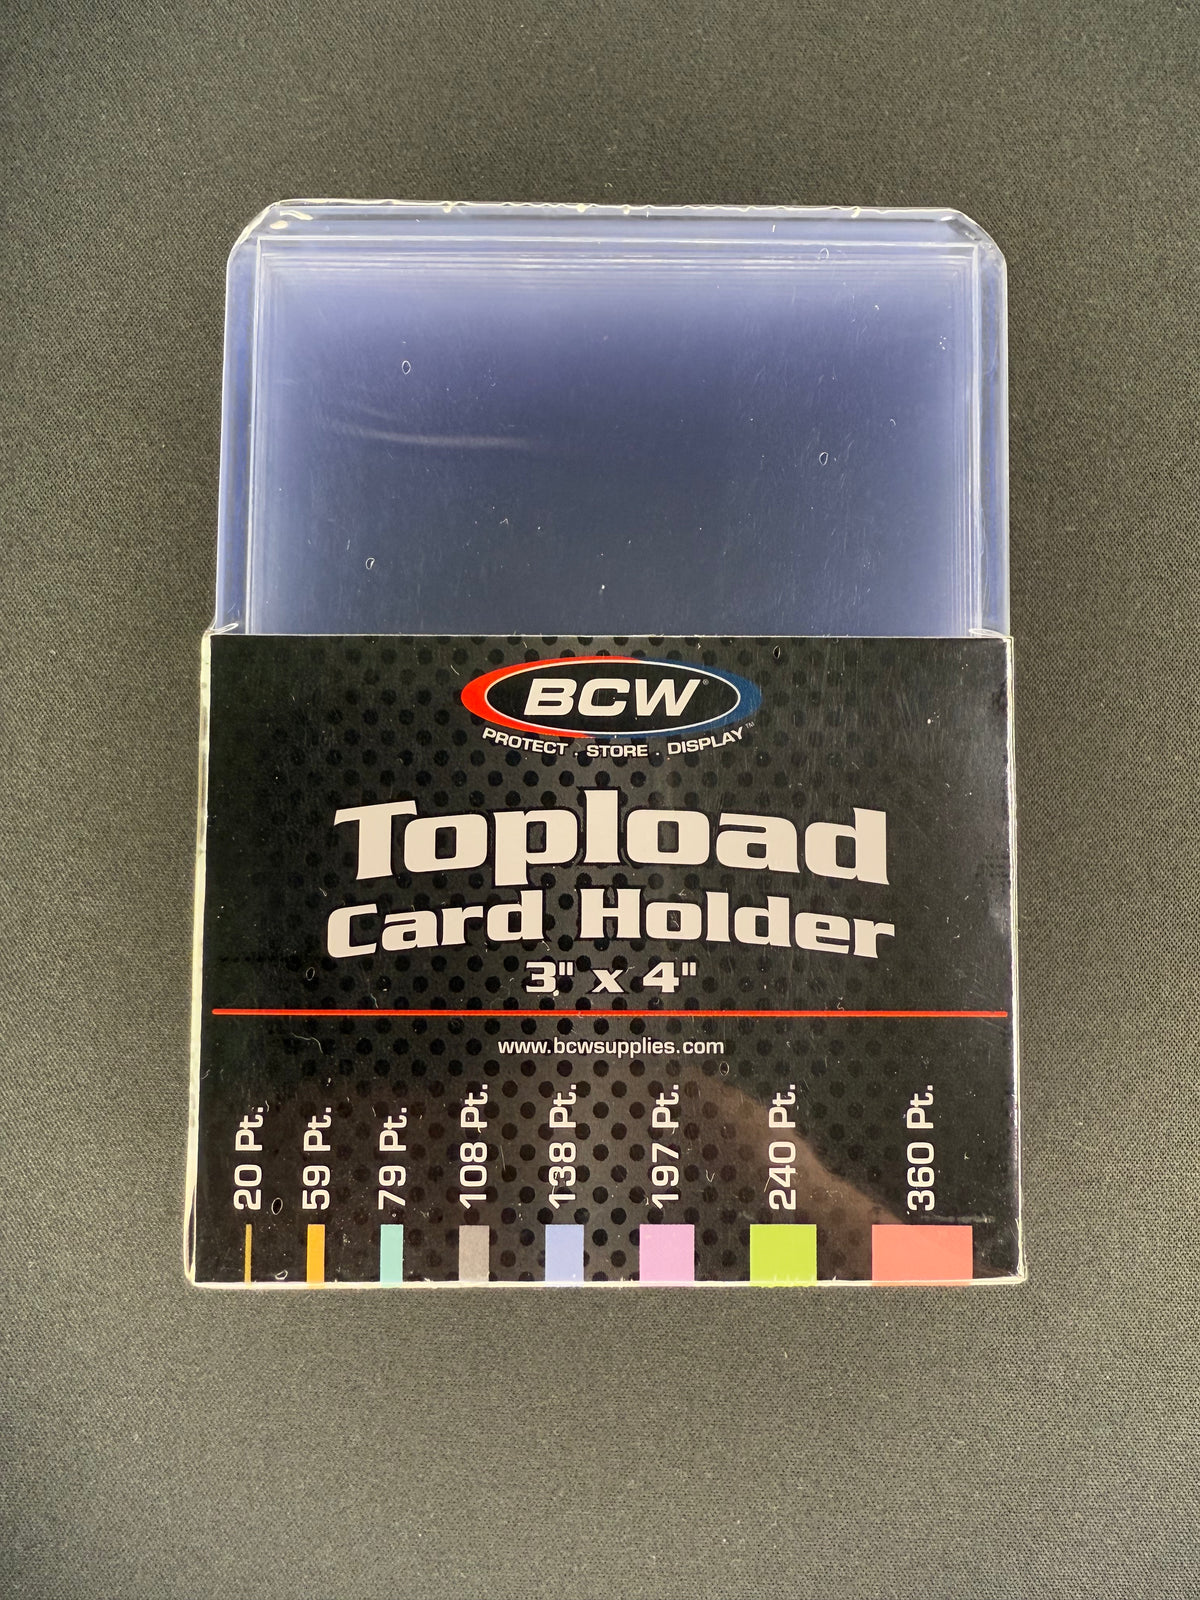 BCW®
PROTECT . STORE . DISPLAY™
Topload
Card Holder
3" x 4"
www.bcwsupplies.com
20 Pt.
59 Pt.
79 Pt.
108 Pt.
138 Pt.
197 Pt.
240 Pt.
360 Pt.